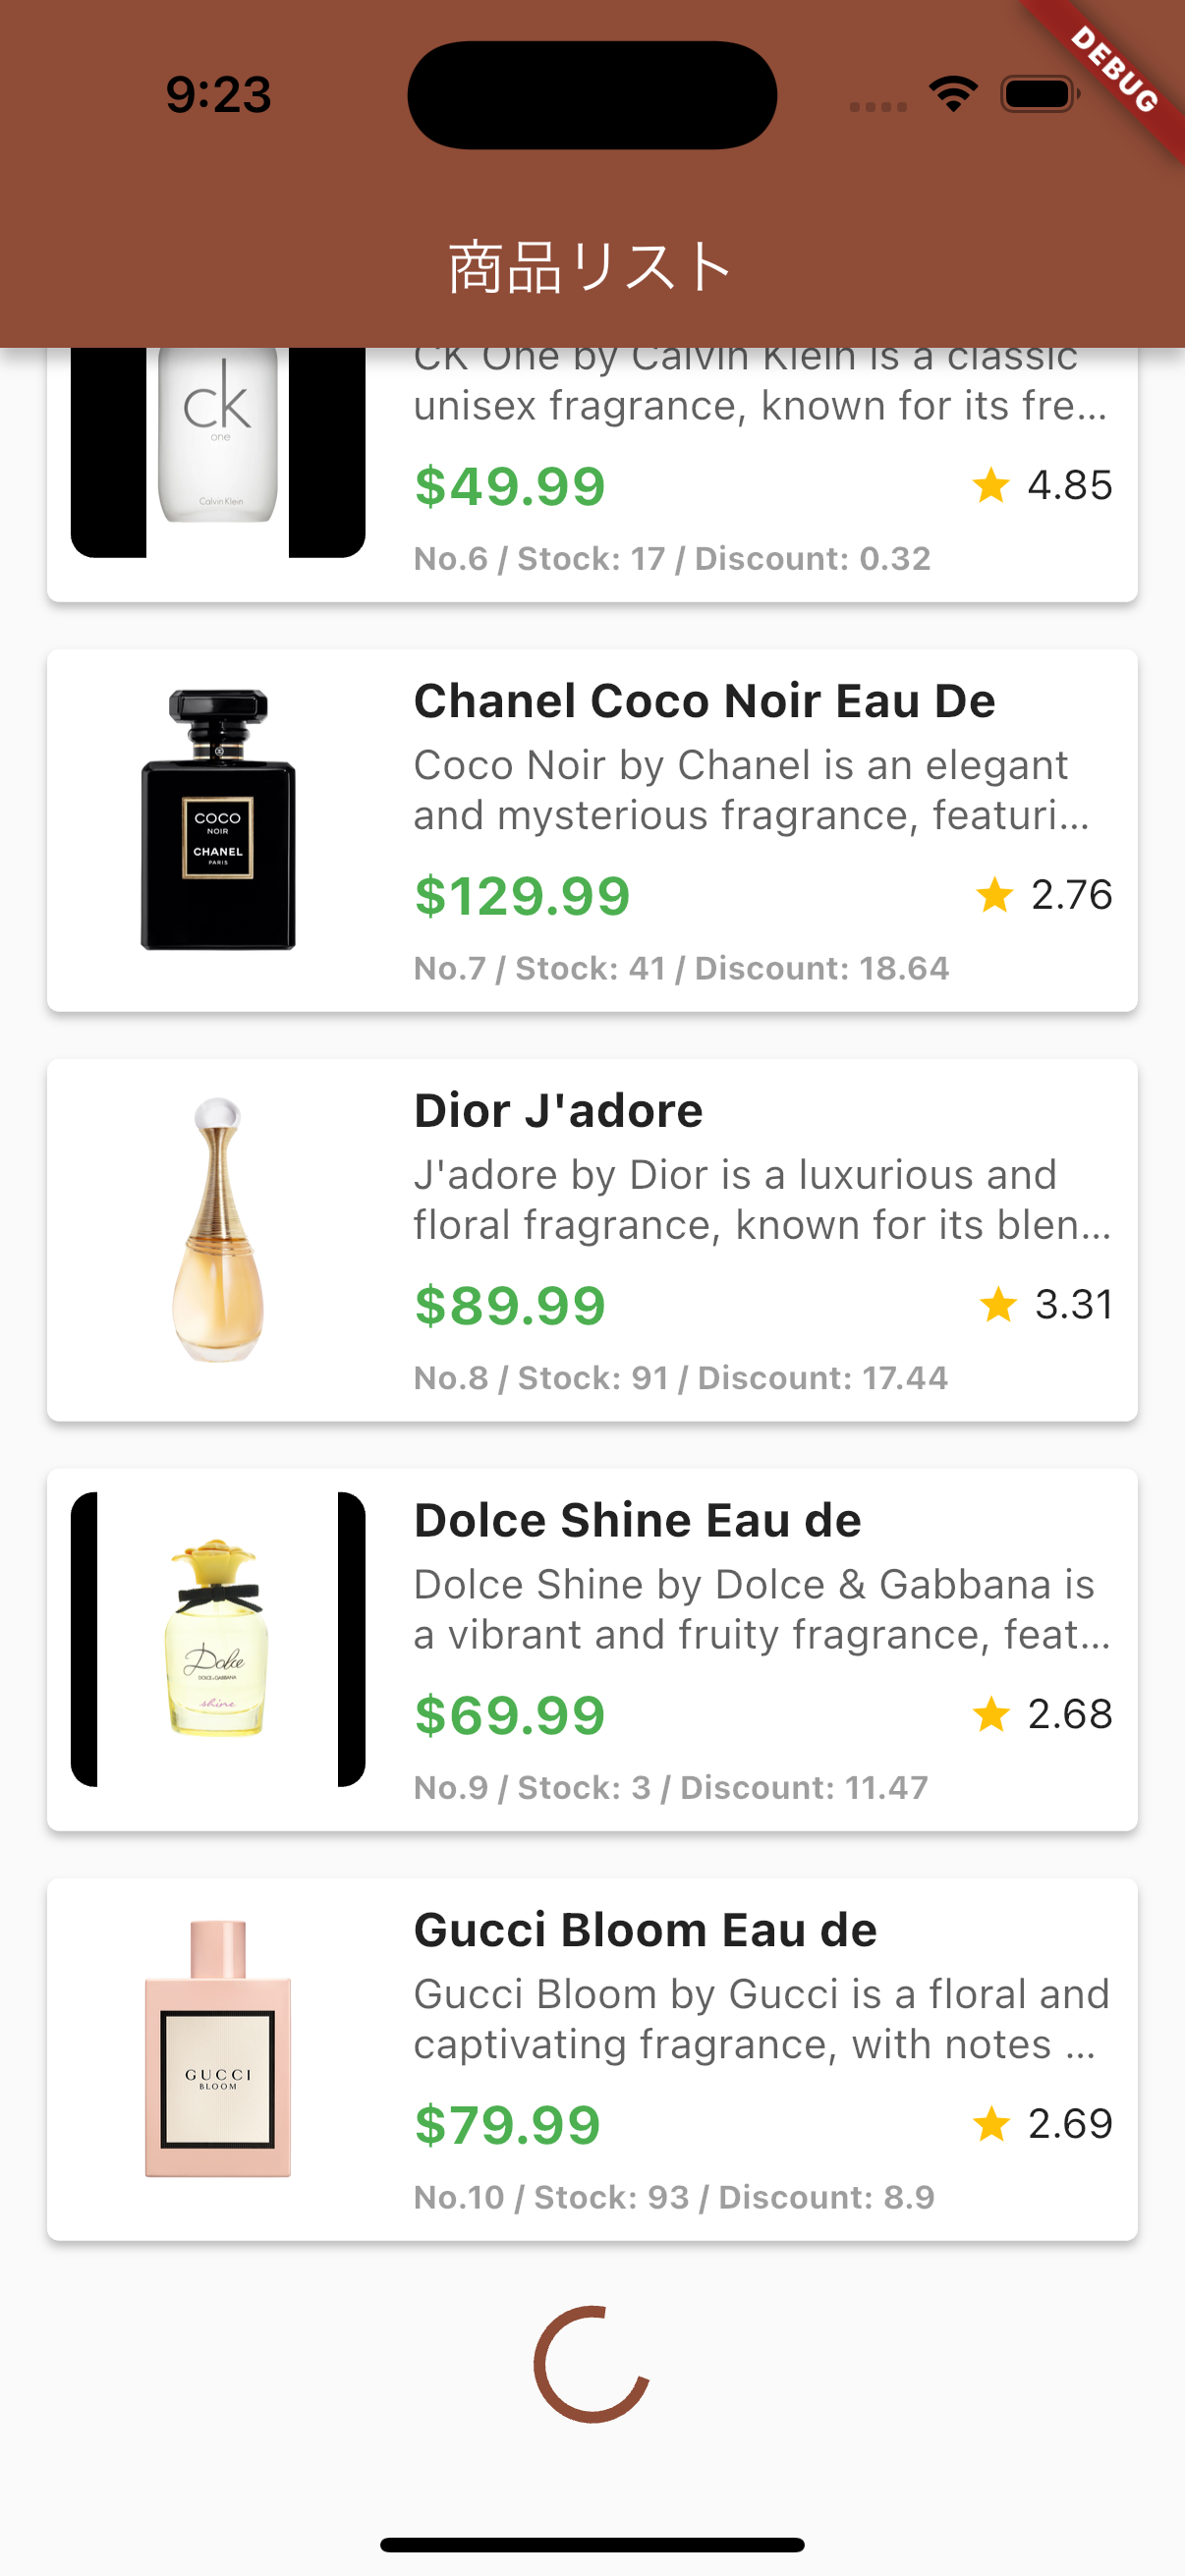 9:23
DEBUG
商品リスト
CK One by Calvin Klein is a classic
unisex fragrance, known for its fre...
ck
one
Calvin Klein
$49.99
4.85
No.6 / Stock: 17 / Discount: 0.32
Chanel Coco Noir Eau De
Coco Noir by Chanel is an elegant
and mysterious fragrance, featuri...
COCO
NOIR
CHANEL
PARIS
$129.99
2.76
No.7 / Stock: 41 / Discount: 18.64
Dior J'adore
J'adore by Dior is a luxurious and
floral fragrance, known for its blen...
$89.99
3.31
No.8 / Stock: 91 / Discount: 17.44
Dolce Shine Eau de
Dolce Shine by Dolce & Gabbana is
a vibrant and fruity fragrance, feat...
Dolce
DOLCE & GABBANA
shine
$69.99
2.68
No.9 / Stock: 3 / Discount: 11.47
Gucci Bloom Eau de
Gucci Bloom by Gucci is a floral and
captivating fragrance, with notes ...
GUCCI
BLOOM
$79.99
2.69
No.10 / Stock: 93 / Discount: 8.9